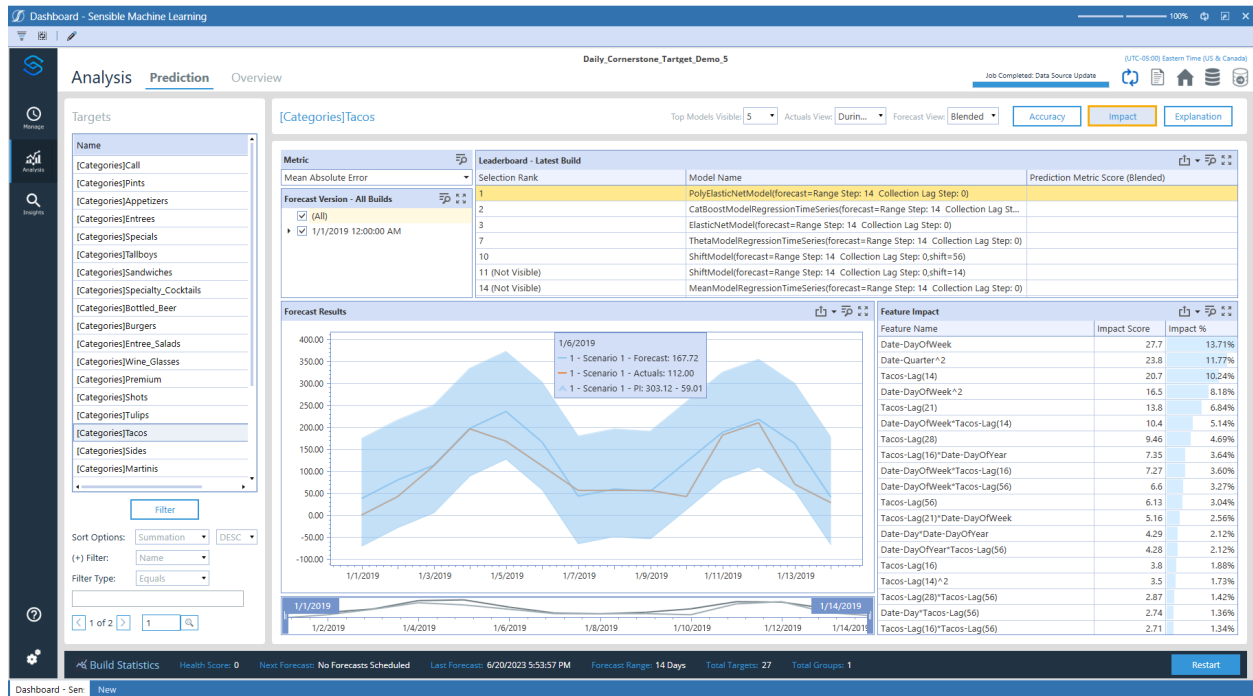 Dashboard - Sensible Machine Learning
100%
Daily_Cornerstone_Tartget_Demo_5
(UTC-05:00) Eastern Time (US & Canada)
Analysis Prediction Overview
Job Completed: Data Source Update
Manage
Analysis
Insights
Targets
Name
[Categories]Call
[Categories]Pints
[Categories]Appetizers
[Categories]Entrees
[Categories]Specials
[Categories]Tallboys
[Categories]Sandwiches
[Categories]Specialty_Cocktails
[Categories]Bottled_Beer
[Categories]Burgers
[Categories]Entree_Salads
[Categories]Wine_Glasses
[Categories]Premium
[Categories]Shots
[Categories]Tulips
[Categories]Tacos
[Categories]Sides
[Categories]Martinis
Filter
Sort Options: Summation DESC
(+) Filter: Name
Filter Type: Equals
1 of 2 1
[Categories]Tacos
Top Models Visible: 5 Actuals View: Durin... Forecast View: Blended Accuracy Impact Explanation
Metric
Mean Absolute Error
Forecast Version - All Builds
(All)
1/1/2019 12:00:00 AM
Leaderboard - Latest Build
Selection Rank Model Name Prediction Metric Score (Blended)
1 PolyElasticNetModel(forecast=Range Step: 14 Collection Lag Step: 0)
2 CatBoostModelRegressionTimeSeries(forecast=Range Step: 14 Collection Lag St...
3 ElasticNetModel(forecast=Range Step: 14 Collection Lag Step: 0)
7 ThetaModelRegressionTimeSeries(forecast=Range Step: 14 Collection Lag Step: 0)
10 ShiftModel(forecast=Range Step: 14 Collection Lag Step: 0,shift=56)
11 (Not Visible) ShiftModel(forecast=Range Step: 14 Collection Lag Step: 0,shift=14)
14 (Not Visible) MeanModelRegressionTimeSeries(forecast=Range Step: 14 Collection Lag Step: 0)
Forecast Results
400.00
350.00
300.00
250.00
200.00
150.00
100.00
50.00
0.00
-50.00
-100.00
1/6/2019
1 - Scenario 1 - Forecast: 167.72
1 - Scenario 1 - Actuals: 112.00
1 - Scenario 1 - PI: 303.12 - 59.01
1/1/2019 1/3/2019 1/5/2019 1/7/2019 1/9/2019 1/11/2019 1/13/2019
1/1/2019 1/14/2019
1/2/2019 1/4/2019 1/6/2019 1/8/2019 1/10/2019 1/12/2019 1/14/2019
Feature Impact
Feature Name Impact Score Impact %
Date-DayOfWeek 27.7 13.71%
Date-Quarter^2 23.8 11.77%
Tacos-Lag(14) 20.7 10.24%
Date-DayOfWeek^2 16.5 8.18%
Tacos-Lag(21) 13.8 6.84%
Date-DayOfWeek*Tacos-Lag(14) 10.4 5.14%
Tacos-Lag(28) 9.46 4.69%
Tacos-Lag(16)*Date-DayOfYear 7.35 3.64%
Date-DayOfWeek*Tacos-Lag(16) 7.27 3.60%
Date-DayOfWeek*Tacos-Lag(56) 6.6 3.27%
Tacos-Lag(56) 6.13 3.04%
Tacos-Lag(21)*Date-DayOfWeek 5.16 2.56%
Date-Day*Date-DayOfYear 4.29 2.12%
Date-DayOfYear*Tacos-Lag(56) 4.28 2.12%
Tacos-Lag(16) 3.8 1.88%
Tacos-Lag(14)^2 3.5 1.73%
Tacos-Lag(28)*Tacos-Lag(56) 2.87 1.42%
Date-Day*Tacos-Lag(56) 2.74 1.36%
Tacos-Lag(16)*Tacos-Lag(56) 2.71 1.34%
Build Statistics Health Score: 0 Next Forecast: No Forecasts Scheduled Last Forecast: 6/20/2023 5:53:57 PM Forecast Range: 14 Days Total Targets: 27 Total Groups: 1 Restart
Dashboard - Sen: New